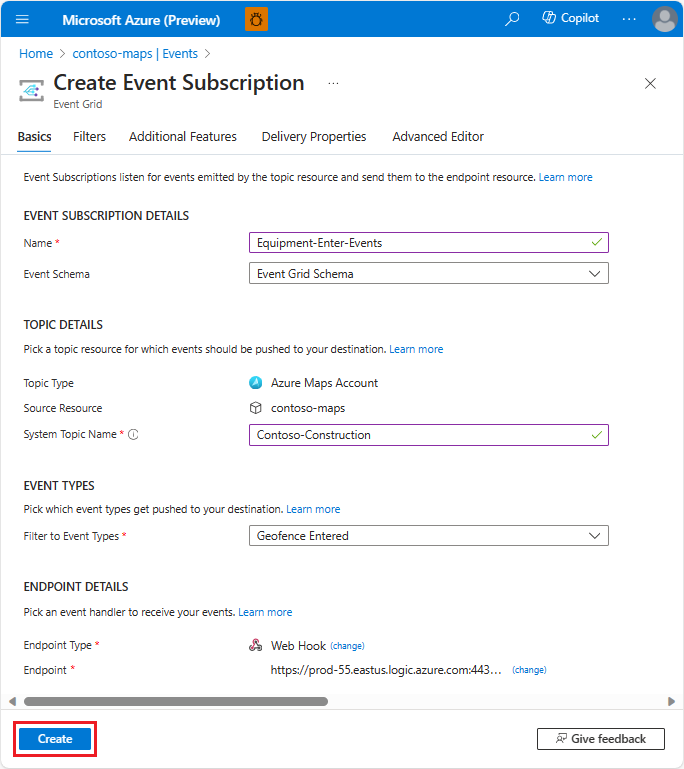 Microsoft Azure (Preview) Copilot ...
Home > contoso-maps | Events >
Create Event Subscription ...
Event Grid
Basics Filters Additional Features Delivery Properties Advanced Editor
Event Subscriptions listen for events emitted by the topic resource and send them to the endpoint resource. Learn more
EVENT SUBSCRIPTION DETAILS
Name * Equipment-Enter-Events
Event Schema Event Grid Schema
TOPIC DETAILS
Pick a topic resource for which events should be pushed to your destination. Learn more
Topic Type Azure Maps Account
Source Resource contoso-maps
System Topic Name * Contoso-Construction
EVENT TYPES
Pick which event types get pushed to your destination. Learn more
Filter to Event Types * Geofence Entered
ENDPOINT DETAILS
Pick an event handler to receive your events. Learn more
Endpoint Type * Web Hook (change)
Endpoint * https://prod-55.eastus.logic.azure.com:443... (change)
Create Give feedback